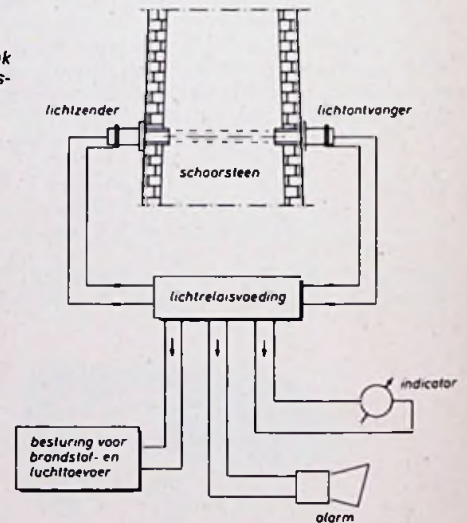 s-
lichtzender
lichtontvanger
schoorsteen
lichtrelaisvoeding
indicator
besturing voor
brandstof- en
luchttoevoer
alarm